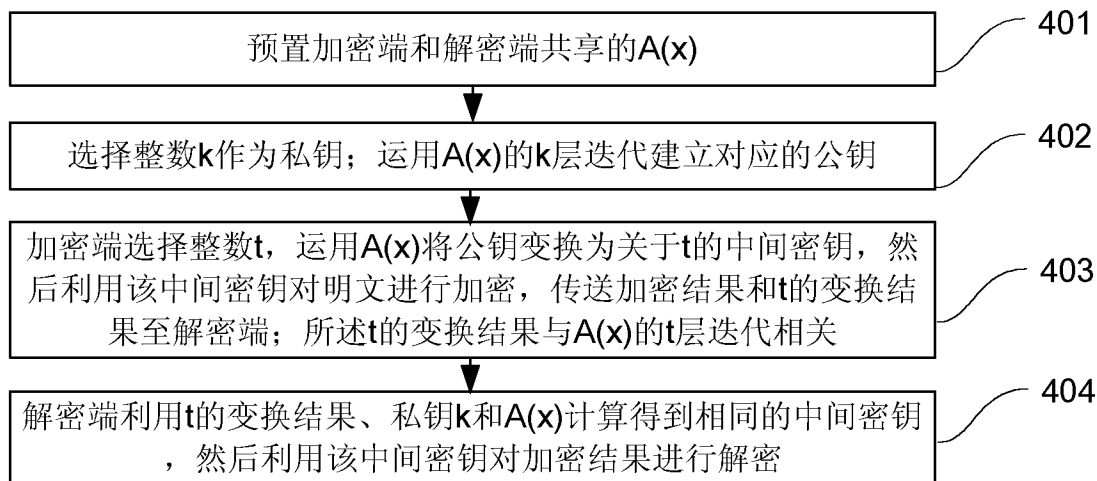 预置加密端和解密端共享的A(x)
401
选择整数k作为私钥；运用A(x)的k层迭代建立对应的公钥
402
加密端选择整数t，运用A(x)将公钥变换为关于t的中间密钥，然
后利用该中间密钥对明文进行加密，传送加密结果和t的变换结
果至解密端；所述t的变换结果与A(x)的t层迭代相关
403
解密端利用t的变换结果、私钥k和A(x)计算得到相同的中间密钥
，然后利用该中间密钥对加密结果进行解密
404